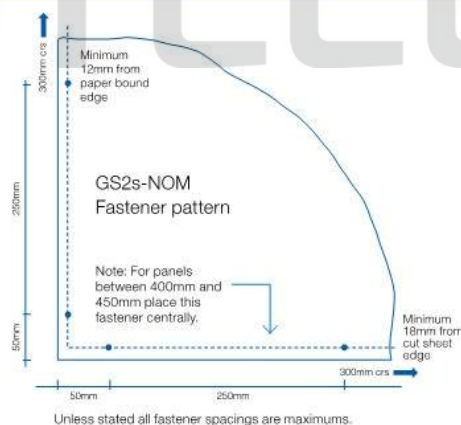 300mm crs
Minimum
12mm from
paper bound
edge
250mm
GS2s-NOM
Fastener pattern
Note: For panels
between 400mm and
450mm place this
fastener centrally.
50mm
Minimum
18mm from
cut sheet
edge
300mm crs
50mm
250mm
Unless stated all fastener spacings are maximums.